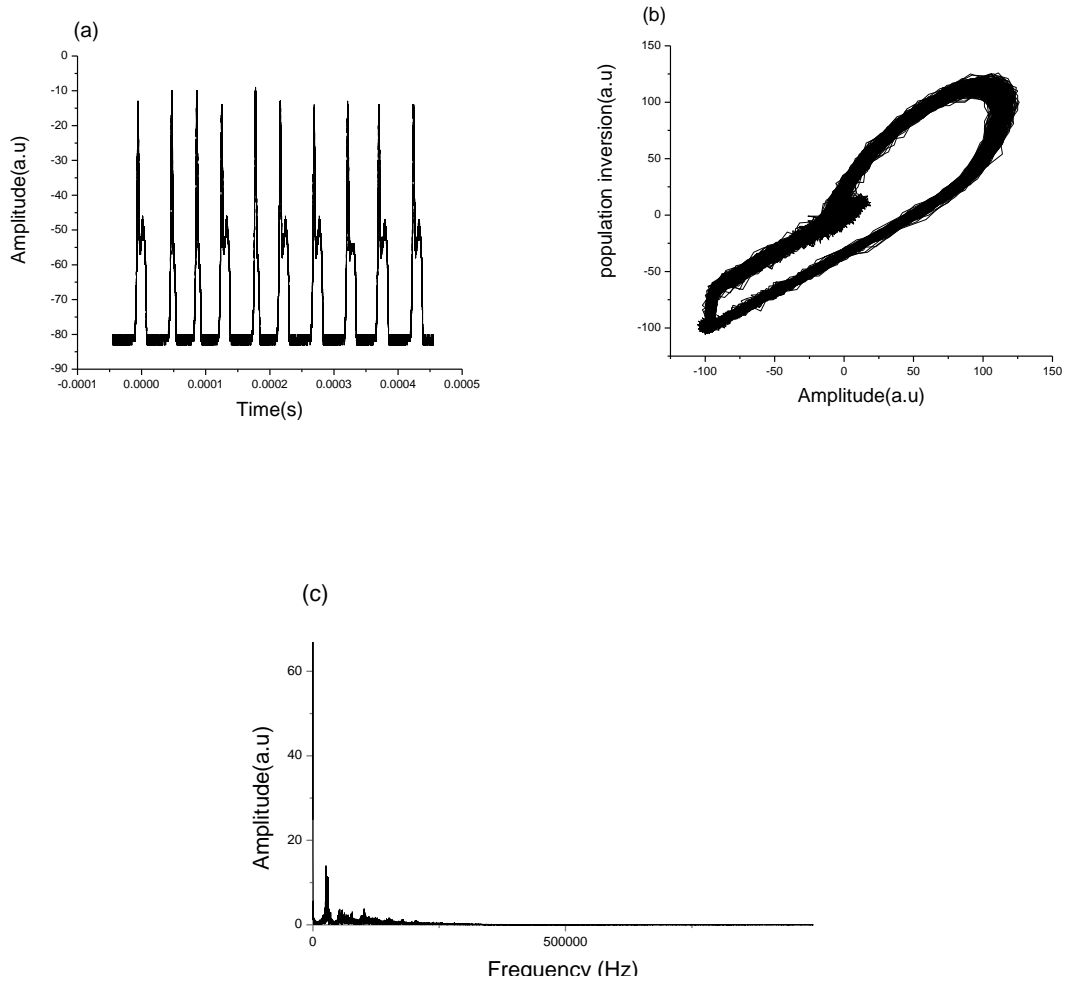 (a)
0
-10
-20
-30
-40
-50
-60
-70
-80
-90
Amplitude(a.u)
-0.0001 0.0000 0.0001 0.0002 0.0003 0.0004 0.0005
Time(s)
(b)
150
100
50
0
-50
-100
population inversion(a.u)
-100 -50 0 50 100 150
Amplitude(a.u)
(c)
60
40
20
0
Amplitude(a.u)
0 500000
Frequency (Hz)